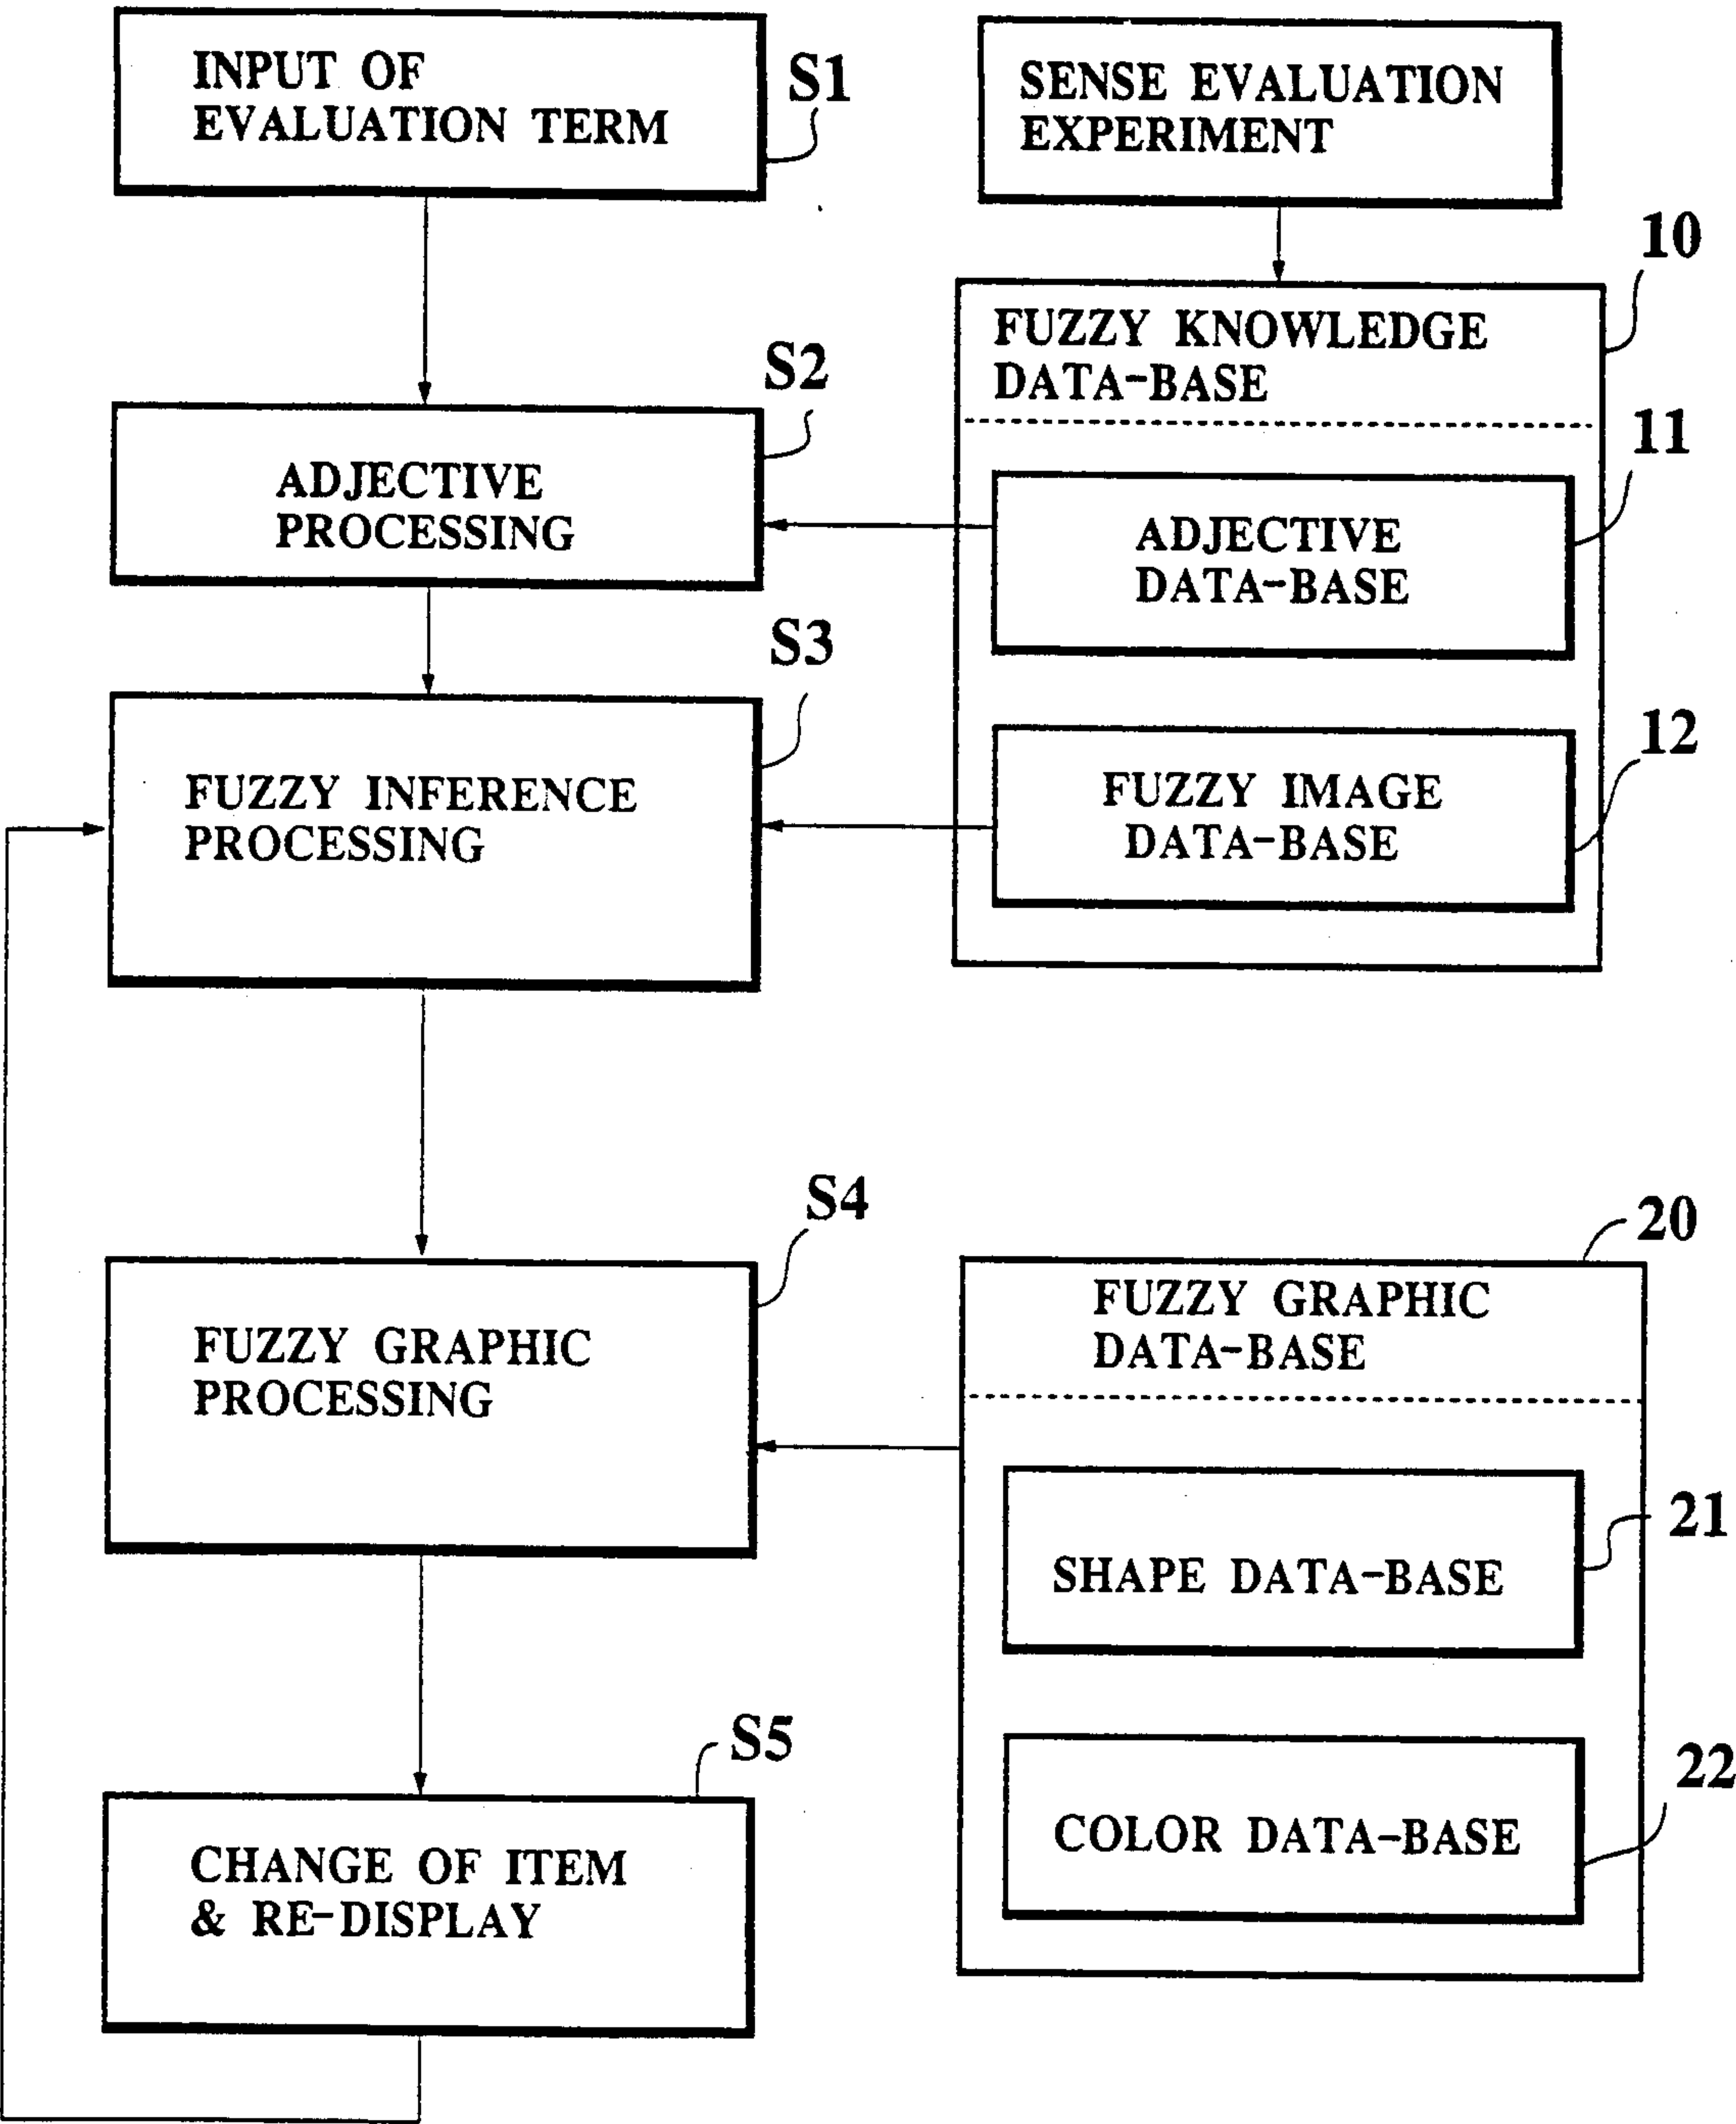 INPUT OF
EVALUATION TERM
S1
SENSE EVALUATION
EXPERIMENT
10
FUZZY KNOWLEDGE
DATA-BASE
S2
ADJECTIVE
PROCESSING
11
ADJECTIVE
DATA-BASE
S3
FUZZY INFERENCE
PROCESSING
12
FUZZY IMAGE
DATA-BASE
S4
FUZZY GRAPHIC
PROCESSING
20
FUZZY GRAPHIC
DATA-BASE
21
SHAPE DATA-BASE
S5
CHANGE OF ITEM
& RE-DISPLAY
22
COLOR DATA-BASE